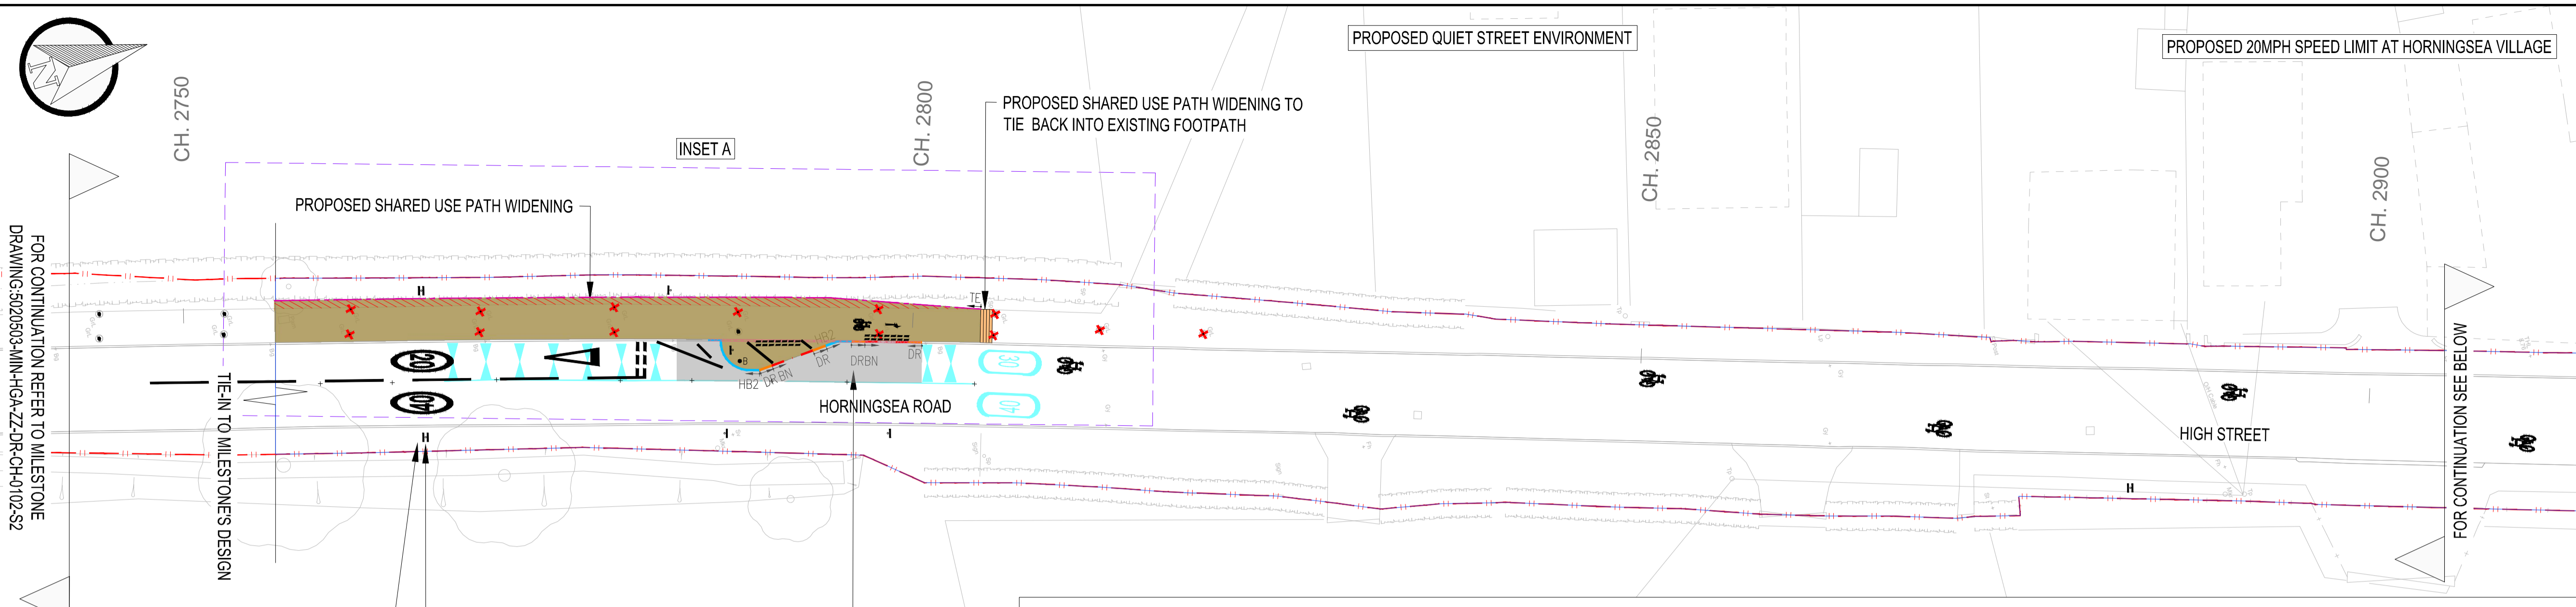 PROPOSED QUIET STREET ENVIRONMENT
PROPOSED 20MPH SPEED LIMIT AT HORNINGSEA VILLAGE
N
CH. 2750
CH. 2800
CH. 2850
CH. 2900
PROPOSED SHARED USE PATH WIDENING TO
TIE BACK INTO EXISTING FOOTPATH
INSET A
PROPOSED SHARED USE PATH WIDENING
FOR CONTINUATION REFER TO MILESTONE
DRAWING:5020503-MIN-HGA-ZZ-DR-CH-0102-S2
TIE-IN TO MILESTONE'S DESIGN
TE
HB2
DR
DRBN
DR
B
HB2
DRBN
20
40
30
40
HORNINGSEA ROAD
HIGH STREET
FOR CONTINUATION SEE BELOW